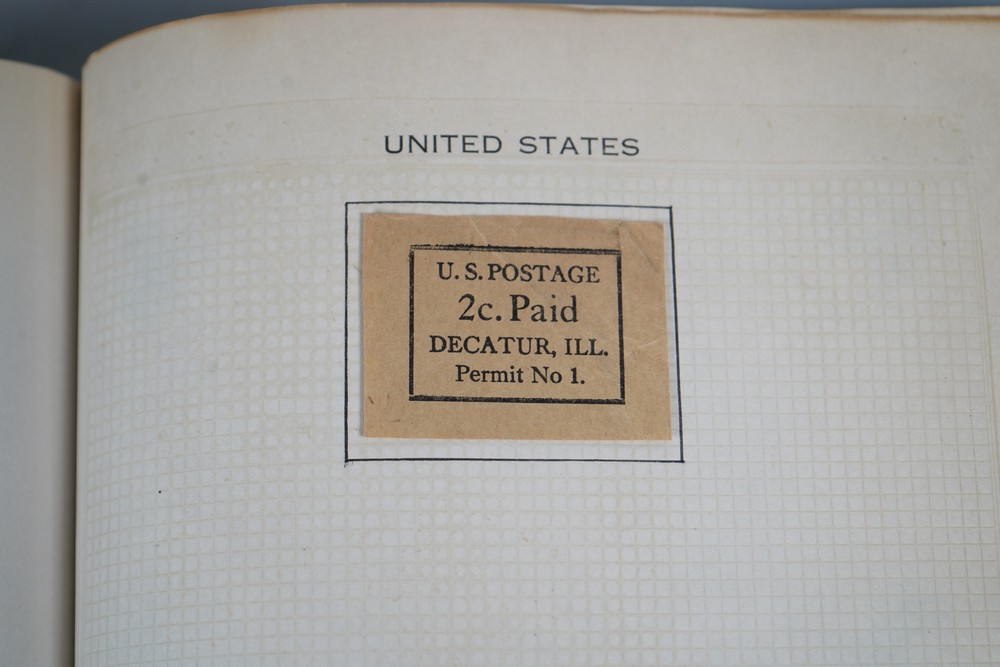 UNITED STATES
U. S. POSTAGE
2c. Paid
DECATUR, ILL.
Permit No 1.